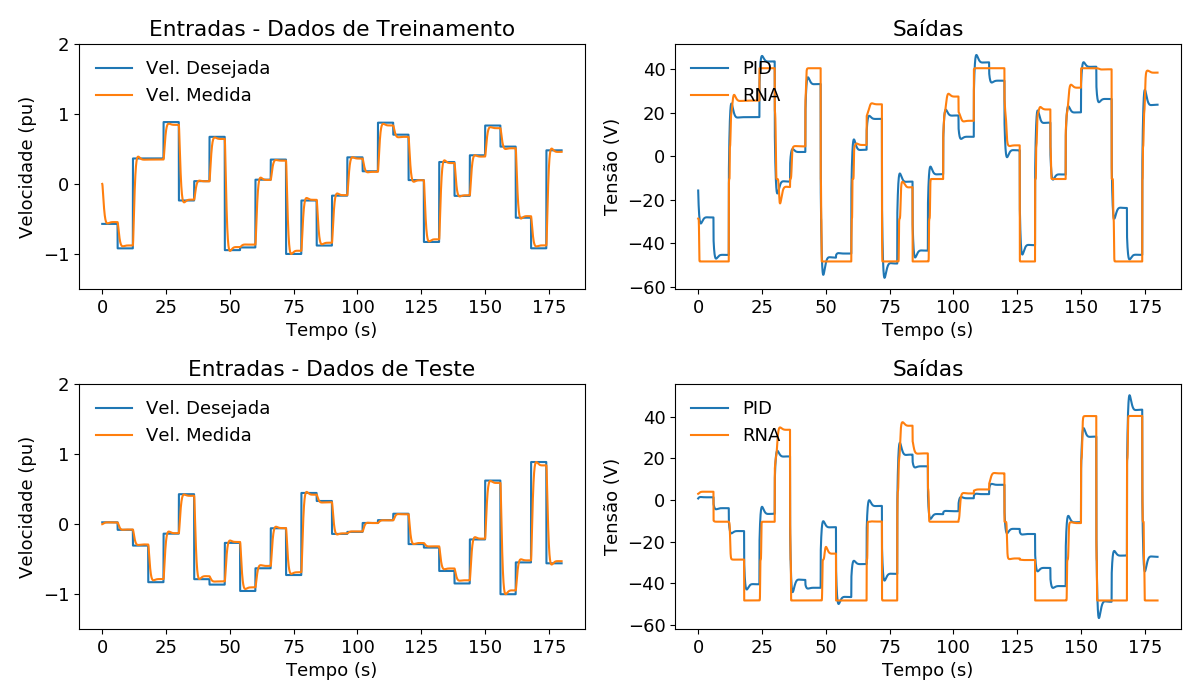 Entradas - Dados de Treinamento
Vel. Desejada
Vel. Medida
Velocidade (pu)
2
1
0
−1
0 25 50 75 100 125 150 175
Tempo (s)
Saídas
PID
RNA
Tensão (V)
40
20
0
−20
−40
−60
0 25 50 75 100 125 150 175
Tempo (s)
Entradas - Dados de Teste
Vel. Desejada
Vel. Medida
Velocidade (pu)
2
1
0
−1
0 25 50 75 100 125 150 175
Tempo (s)
Saídas
PID
RNA
Tensão (V)
40
20
0
−20
−40
−60
0 25 50 75 100 125 150 175
Tempo (s)